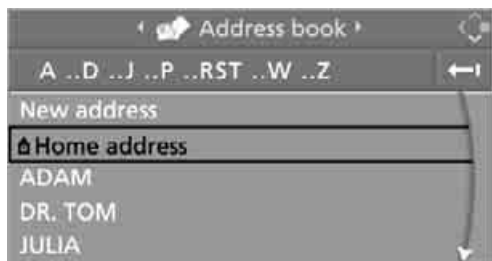 Address book
A ..D ..J ..P ..RST ..W ..Z
New address
Home address
ADAM
DR. TOM
JULIA